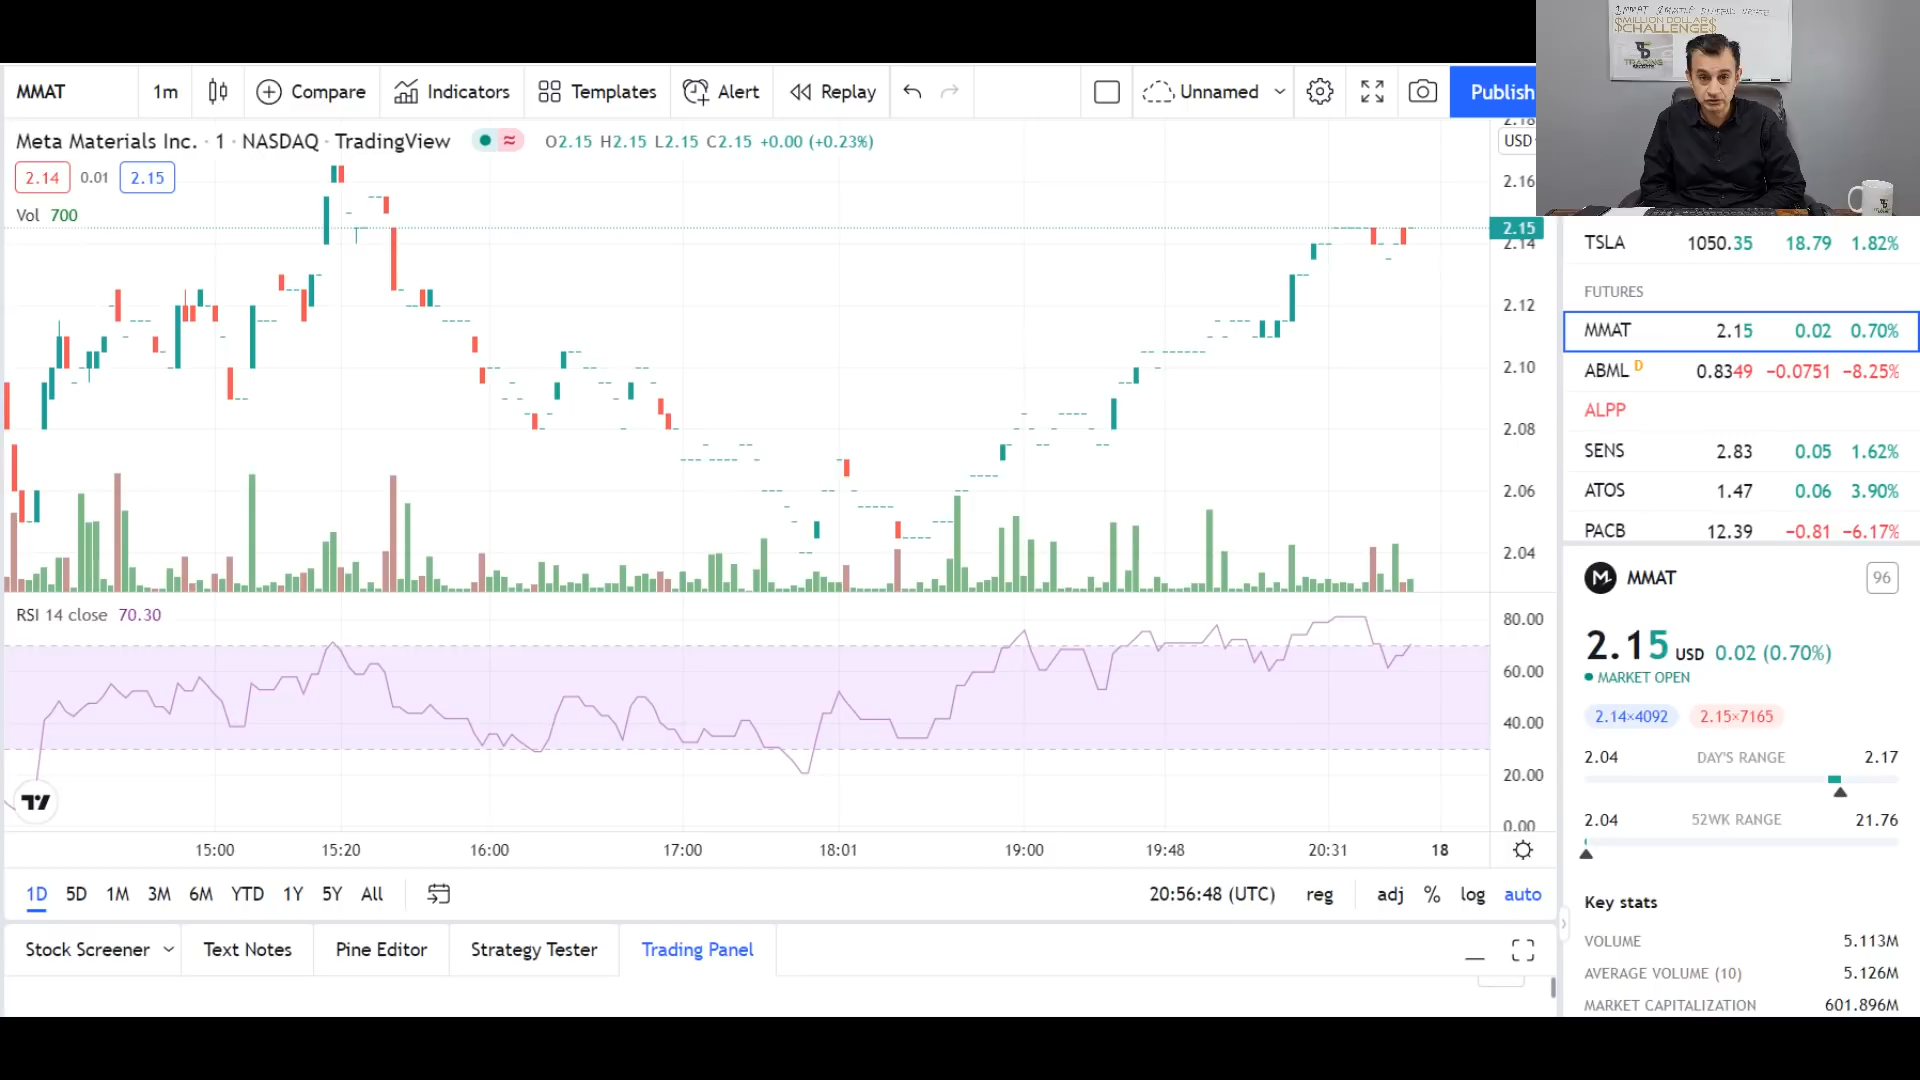 $MILLION DOLLAR
$CHALLENGE$
TRADING
MMAT 1m Compare Indicators Templates Alert Replay Unnamed Publish
Meta Materials Inc. · 1 · NASDAQ · TradingView ≈ O2.15 H2.15 L2.15 C2.15 +0.00 (+0.23%)
2.14 0.01 2.15
Vol 700
2.18
USD
2.16
2.15
2.14
2.12
2.10
2.08
2.06
2.04
RSI 14 close 70.30
80.00
60.00
40.00
20.00
0.00
15:00 15:20 16:00 17:00 18:01 19:00 19:48 20:31 18
1D 5D 1M 3M 6M YTD 1Y 5Y All 20:56:48 (UTC) reg adj % log auto
Stock Screener Text Notes Pine Editor Strategy Tester Trading Panel
TSLA 1050.35 18.79 1.82%
FUTURES
MMAT 2.15 0.02 0.70%
ABML D 0.8349 −0.0751 −8.25%
ALPP
SENS 2.83 0.05 1.62%
ATOS 1.47 0.06 3.90%
PACB 12.39 −0.81 −6.17%
MMAT 96
2.15 USD 0.02 (0.70%)
MARKET OPEN
2.14×4092 2.15×7165
2.04 DAY'S RANGE 2.17
2.04 52WK RANGE 21.76
Key stats
VOLUME 5.113M
AVERAGE VOLUME (10) 5.126M
MARKET CAPITALIZATION 601.896M